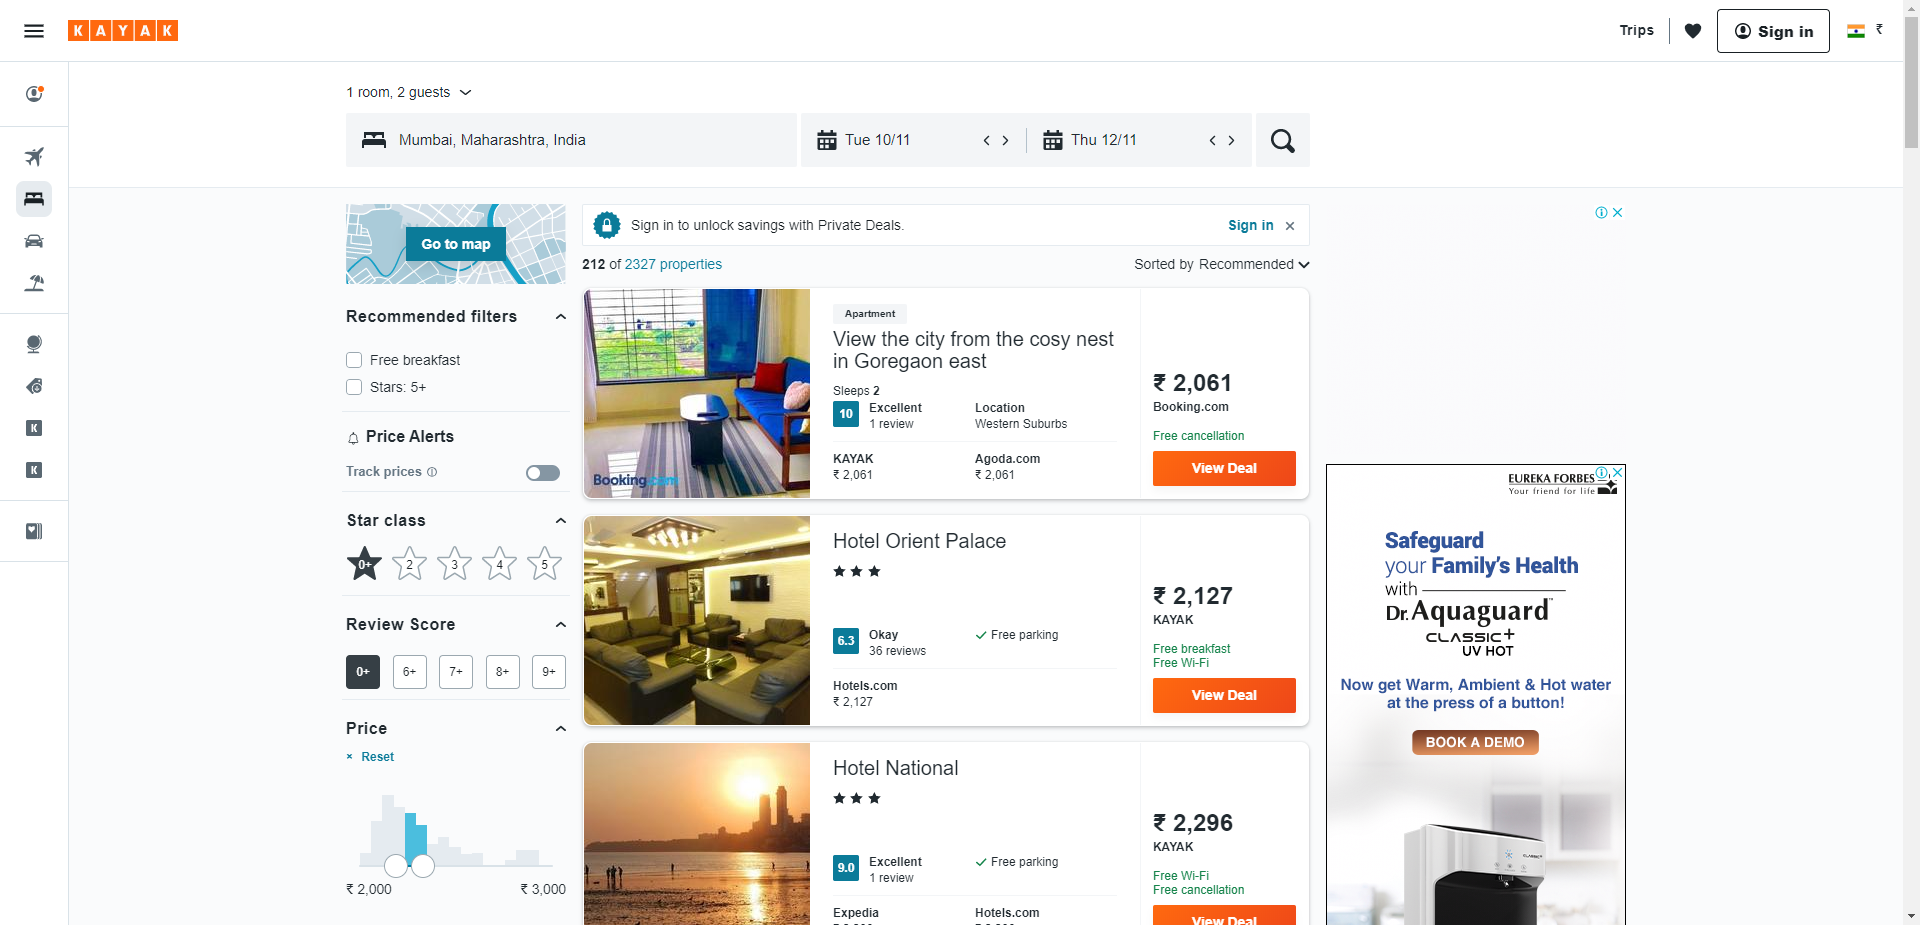 KAYAK
Trips
Sign in
₹
1 room, 2 guests
Mumbai, Maharashtra, India
Tue 10/11
Thu 12/11
Go to map
Sign in to unlock savings with Private Deals.
Sign in
212 of 2327 properties
Sorted by Recommended
Recommended filters
Free breakfast
Stars: 5+
Price Alerts
Track prices
Star class
0+
2
3
4
5
Review Score
0+
6+
7+
8+
9+
Price
× Reset
₹ 2,000
₹ 3,000
K
K
Booking.com
Apartment
View the city from the cosy nest
in Goregaon east
Sleeps 2
10
Excellent
1 review
Location
Western Suburbs
KAYAK
₹ 2,061
Agoda.com
₹ 2,061
₹ 2,061
Booking.com
Free cancellation
View Deal
Hotel Orient Palace
6.3
Okay
36 reviews
Free parking
Hotels.com
₹ 2,127
₹ 2,127
KAYAK
Free breakfast
Free Wi-Fi
View Deal
Hotel National
9.0
Excellent
1 review
Free parking
Expedia
Hotels.com
₹ 2,296
KAYAK
Free Wi-Fi
Free cancellation
View Deal
EUREKA FORBES
Your friend for life
Safeguard
your Family's Health
with
Dr. Aquaguard™
CLASSIC+
UV HOT
Now get Warm, Ambient & Hot water
at the press of a button!
BOOK A DEMO